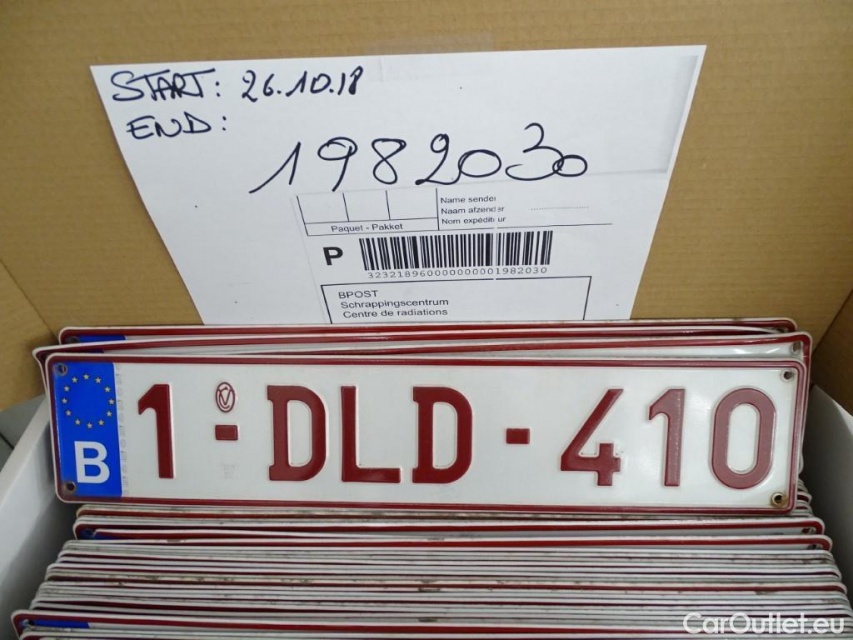 START: 26.10.18
END:
1982030
Name sender
Naam afzender
Nom expéditeur
Paquet - Pakket
P
323218960000000001982030
BPOST
Schrappingscentrum
Centre de radiations
B 1-DLD-410
CarOutlet.eu